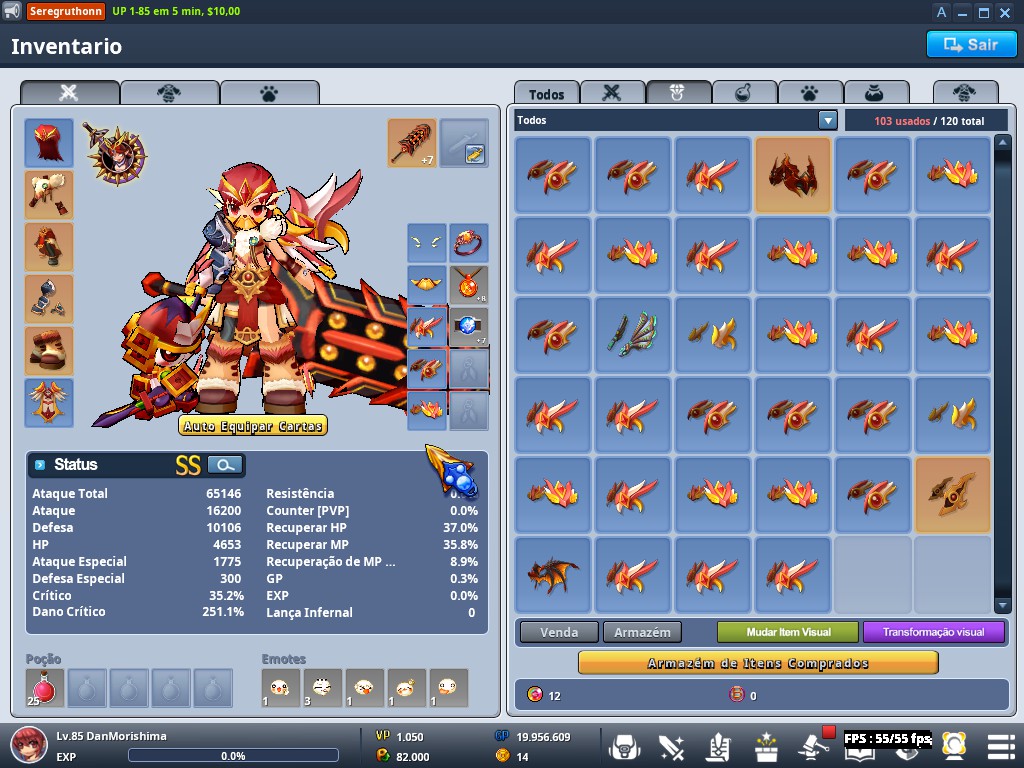 Seregruthonn UP 1-85 em 5 min, $10,00
A
Inventario
Sair
Todos
Todos
103 usados / 120 total
+7
+8
+7
Auto Equipar Cartas
Status SS
Ataque Total 65146
Ataque 16200
Defesa 10106
HP 4653
Ataque Especial 1775
Defesa Especial 300
Crítico 35.2%
Dano Crítico 251.1%
Resistência
Counter [PVP] 0.0%
Recuperar HP 37.0%
Recuperar MP 35.8%
Recuperação de MP ... 8.9%
GP 0.3%
EXP 0.0%
Lança Infernal 0
Venda Armazém Mudar Item Visual Transformação visual
Armazém de Itens Comprados
Poção
25
Emotes
1 3 1 1 1
12 0
Lv.85 DanMorishima
EXP 0.0%
VP 1.050
82.000
GP 19.956.609
14
FPS : 55/55 fps